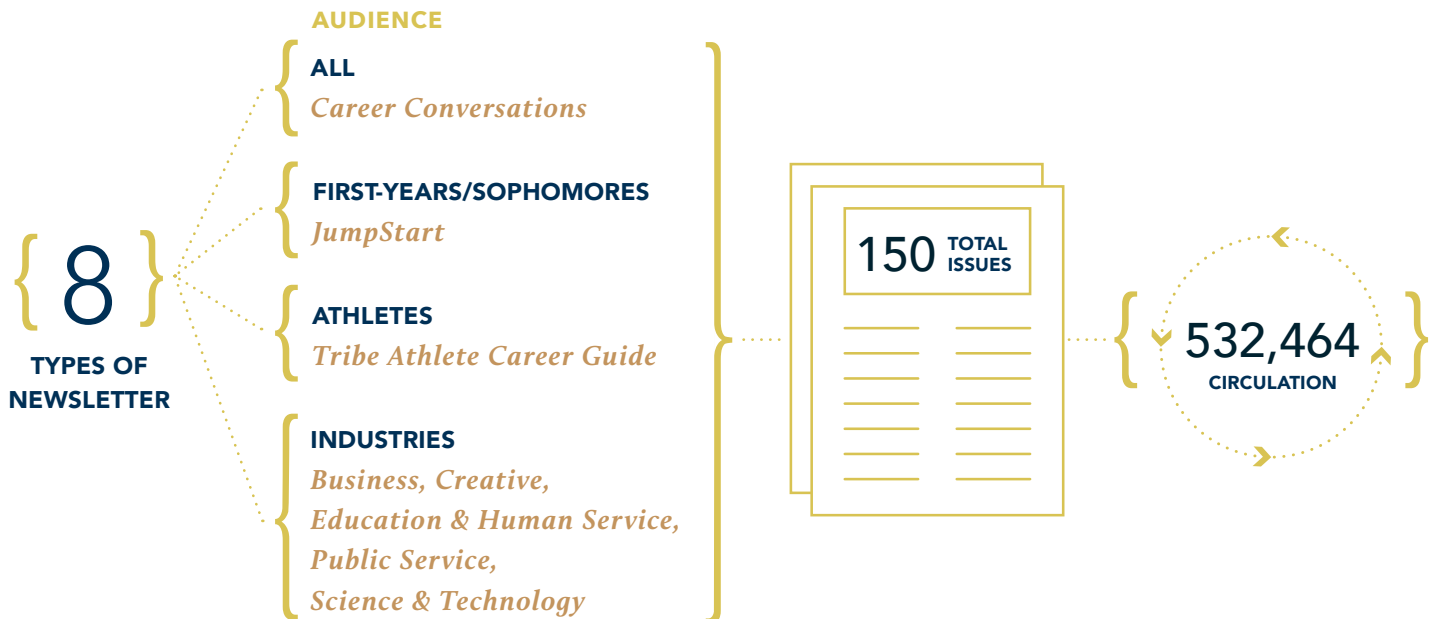 8
TYPES OF
NEWSLETTER
AUDIENCE
ALL
Career Conversations
FIRST-YEARS/SOPHOMORES
JumpStart
ATHLETES
Tribe Athlete Career Guide
INDUSTRIES
Business, Creative,
Education & Human Service,
Public Service,
Science & Technology
150 TOTAL
ISSUES
532,464
CIRCULATION